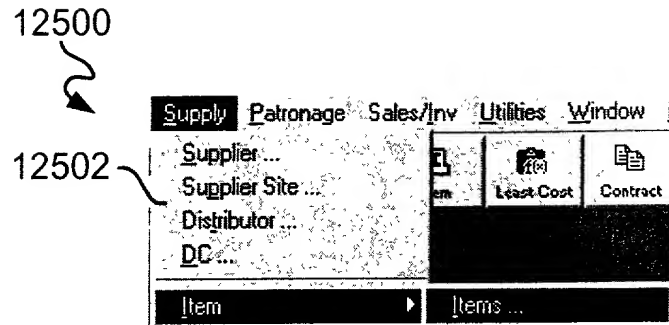 12500
Supply Patronage Sales/Inv Utilities Window
12502
Supplier ...
Supplier Site ...
Distributor ...
DC ...
Least Cost Contract
Item Items ...